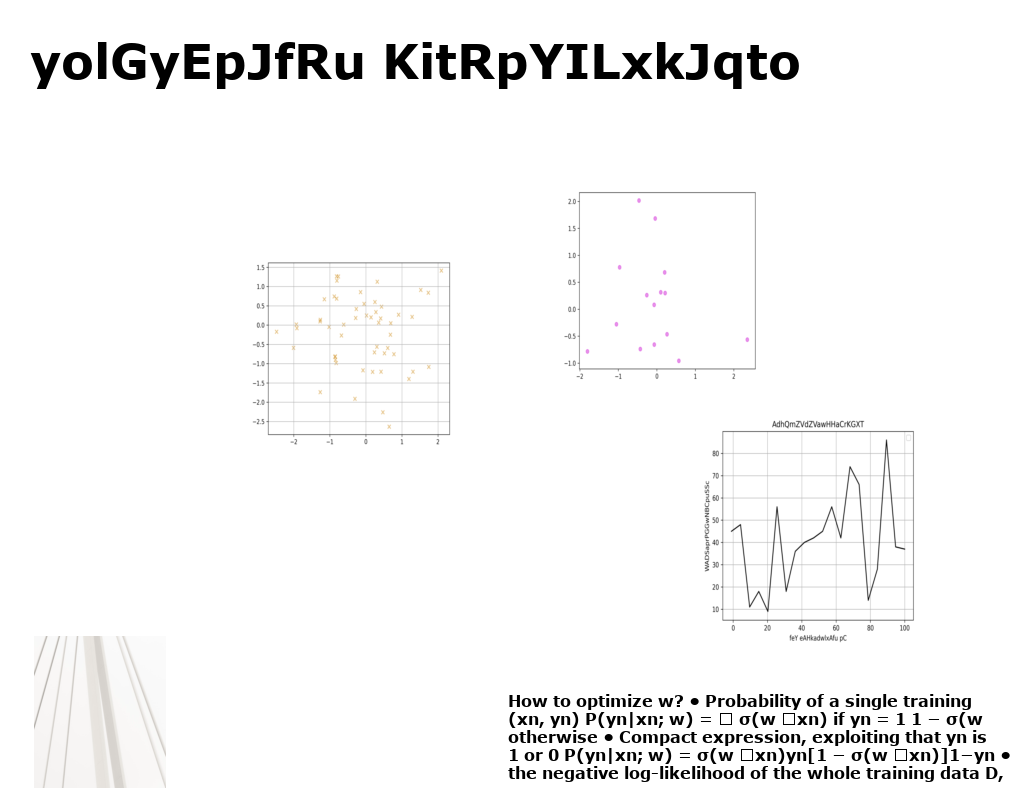 yolGyEpJfRu KitRpYILxkJqto
2.0
1.5
1.0
0.5
0.0
−0.5
−1.0
−2 −1 0 1 2
1.5
1.0
0.5
0.0
−0.5
−1.0
−1.5
−2.0
−2.5
−2 −1 0 1 2
AdhQmZVdZVawHHaCrKGXT
WADSaprPGGwNBCpuSSc
80
70
60
50
40
30
20
10
0 20 40 60 80 100
feY eAHkadwlxAfu pC
How to optimize w? • Probability of a single training
(xn, yn) P(yn|xn; w) = □ σ(w □xn) if yn = 1 1 − σ(w
otherwise • Compact expression, exploiting that yn is
1 or 0 P(yn|xn; w) = σ(w □xn)yn[1 − σ(w □xn)]1−yn •
the negative log-likelihood of the whole training data D,